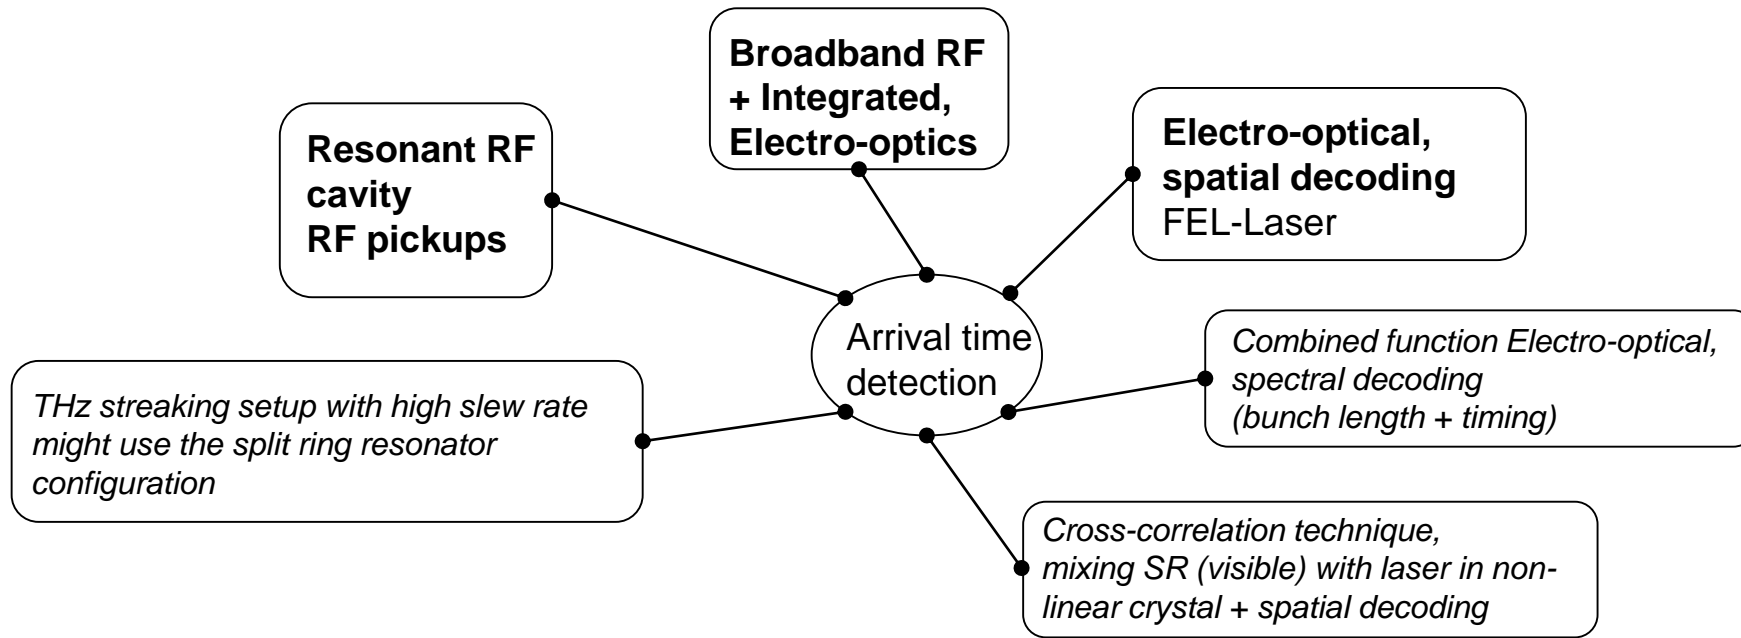 Broadband RF
+ Integrated,
Electro-optics
Resonant RF
cavity
RF pickups
Electro-optical,
spatial decoding
FEL-Laser
Arrival time
detection
Combined function Electro-optical,
spectral decoding
(bunch length + timing)
THz streaking setup with high slew rate
might use the split ring resonator
configuration
Cross-correlation technique,
mixing SR (visible) with laser in non-
linear crystal + spatial decoding